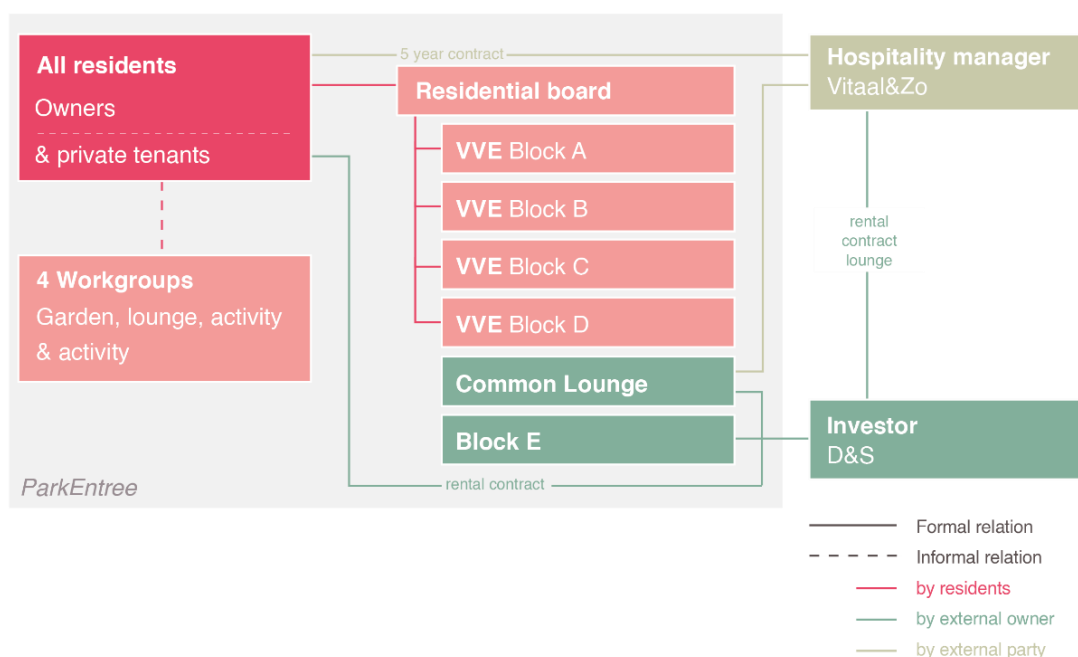 All residents
Owners
& private tenants
4 Workgroups
Garden, lounge, activity
& activity
ParkEntree
5 year contract
Residential board
VVE Block A
VVE Block B
VVE Block C
VVE Block D
Common Lounge
Block E
rental contract
Hospitality manager
Vitaal&Zo
rental
contract
lounge
Investor
D&S
Formal relation
Informal relation
by residents
by external owner
by external party